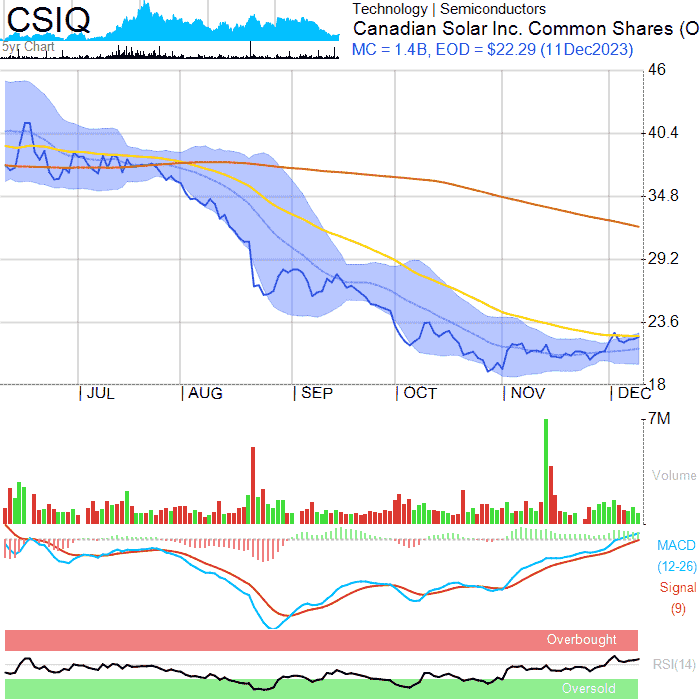 CSIQ
5yr Chart
Technology | Semiconductors
Canadian Solar Inc. Common Shares (O
MC = 1.4B, EOD = $22.29 (11Dec2023)
46
40.4
34.8
29.2
23.6
18
JUL AUG SEP OCT NOV DEC
7M
Volume
MACD
(12-26)
Signal
(9)
Overbought
RSI(14)
Oversold